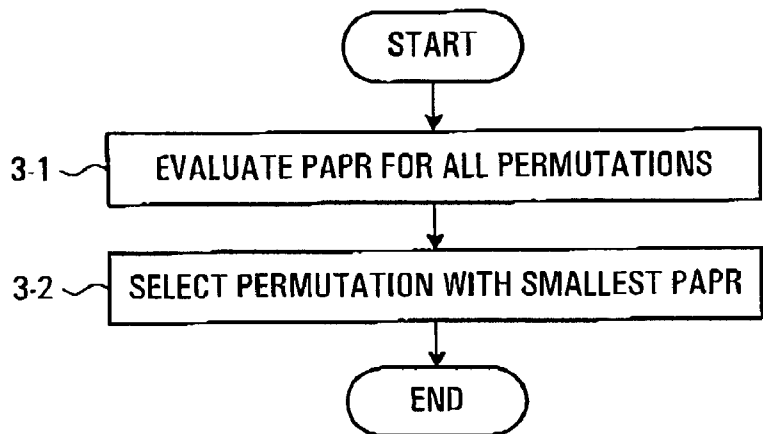 START
3-1
EVALUATE PAPR FOR ALL PERMUTATIONS
3-2
SELECT PERMUTATION WITH SMALLEST PAPR
END